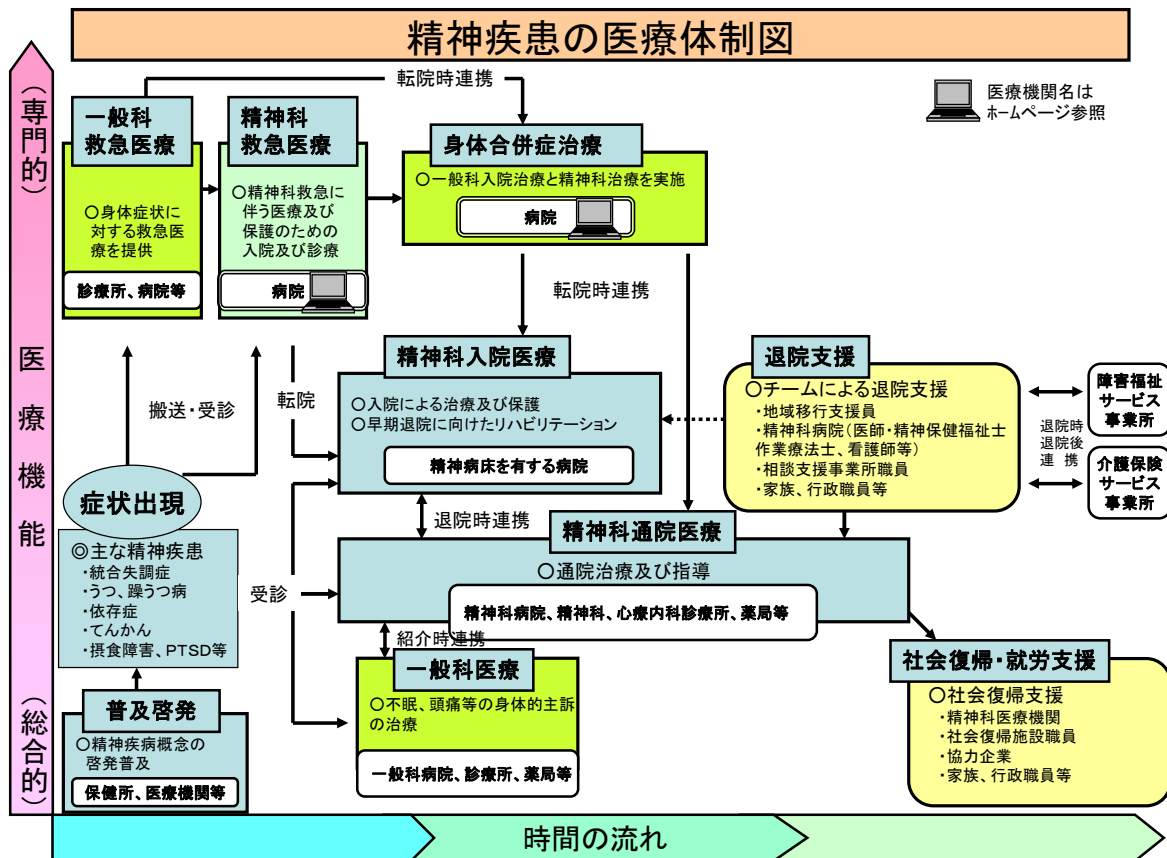 精神疾患の医療体制図
医療機関名は
ホームページ参照
(専門的)
医療機能
(総合的)
転院時連携
一般科
救急医療
○身体症状に
対する救急医
療を提供
診療所、病院等
精神科
救急医療
○精神科救急に
伴う医療及び
保護のための
入院及び診療
病院
身体合併症治療
○一般科入院治療と精神科治療を実施
病院
転院時連携
搬送・受診
転院
精神科入院医療
○入院による治療及び保護
○早期退院に向けたリハビリテーション
精神病床を有する病院
退院支援
○チームによる退院支援
・地域移行支援員
・精神科病院（医師・精神保健福祉士
作業療法士、看護師等）
・相談支援事業所職員
・家族、行政職員等
退院時
退院後
連 携
障害福祉
サービス
事業所
介護保険
サービス
事業所
症状出現
◎主な精神疾患
・統合失調症
・うつ、躁うつ病
・依存症
・てんかん
・摂食障害、PTSD等
受診
退院時連携
精神科通院医療
○通院治療及び指導
精神科病院、精神科、心療内科診療所、薬局等
紹介時連携
一般科医療
○不眠、頭痛等の身体的主訴
の治療
一般科病院、診療所、薬局等
社会復帰・就労支援
○社会復帰支援
・精神科医療機関
・社会復帰施設職員
・協力企業
・家族、行政職員等
普及啓発
○精神疾病概念の
啓発普及
保健所、医療機関等
時間の流れ